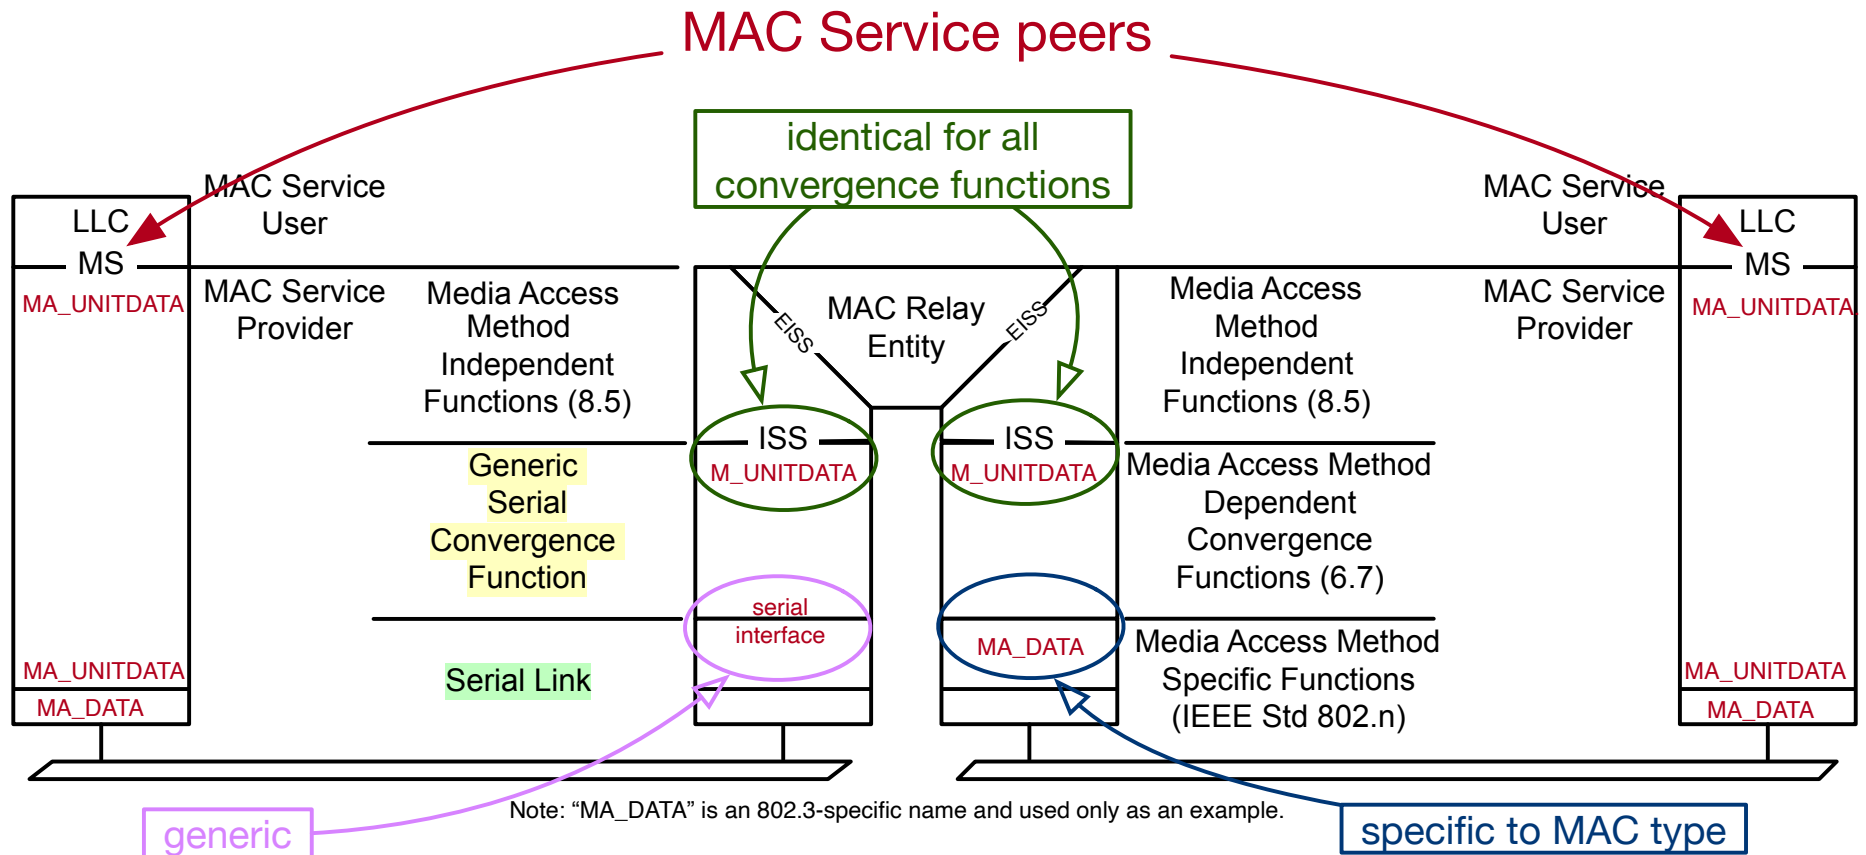 MAC Service peers
identical for all
convergence functions
MAC Service
User
MAC Service
User
LLC
MS
LLC
MS
MA_UNITDATA
MAC Service
Provider
Media Access
Method
Independent
Functions (8.5)
EISS
MAC Relay
Entity
EISS
Media Access
Method
Independent
Functions (8.5)
MAC Service
Provider
MA_UNITDATA
ISS
M_UNITDATA
ISS
M_UNITDATA
Generic
Serial
Convergence
Function
Media Access Method
Dependent
Convergence
Functions (6.7)
serial
interface
MA_DATA
Serial Link
Media Access Method
Specific Functions
(IEEE Std 802.n)
MA_UNITDATA
MA_DATA
MA_UNITDATA
MA_DATA
Note: “MA_DATA” is an 802.3-specific name and used only as an example.
generic
specific to MAC type